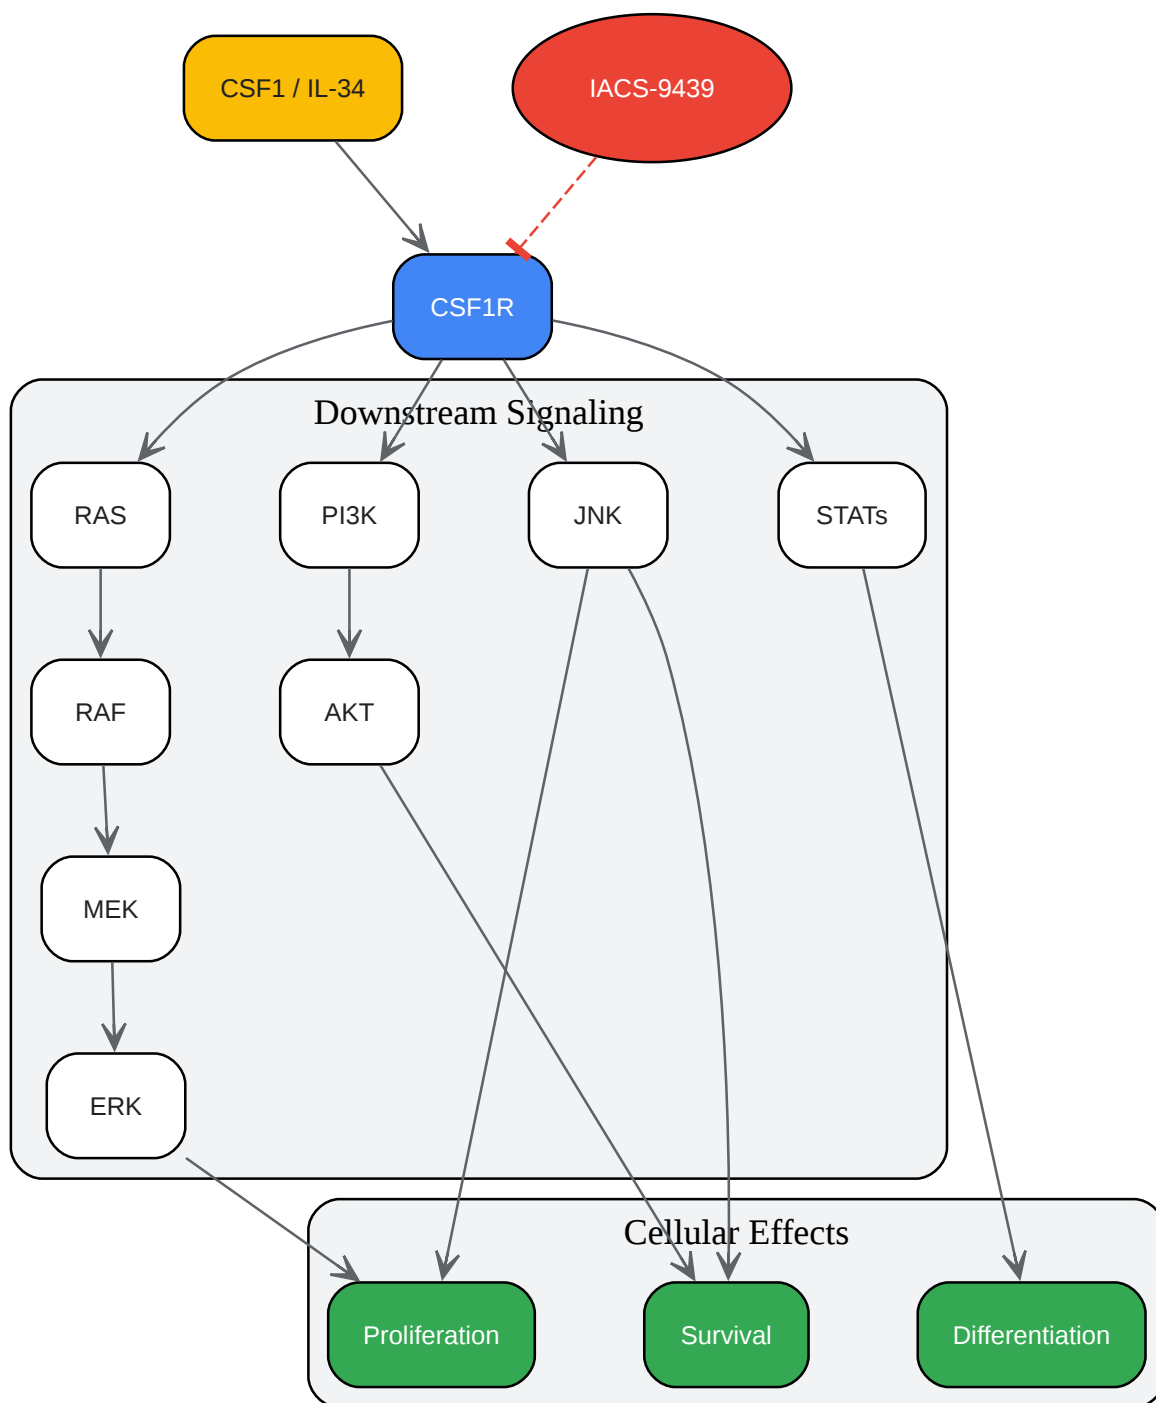 CSF1 / IL-34
IACS-9439
CSF1R
Downstream Signaling
RAS
PI3K
JNK
STATs
RAF
AKT
MEK
ERK
Cellular Effects
Proliferation
Survival
Differentiation